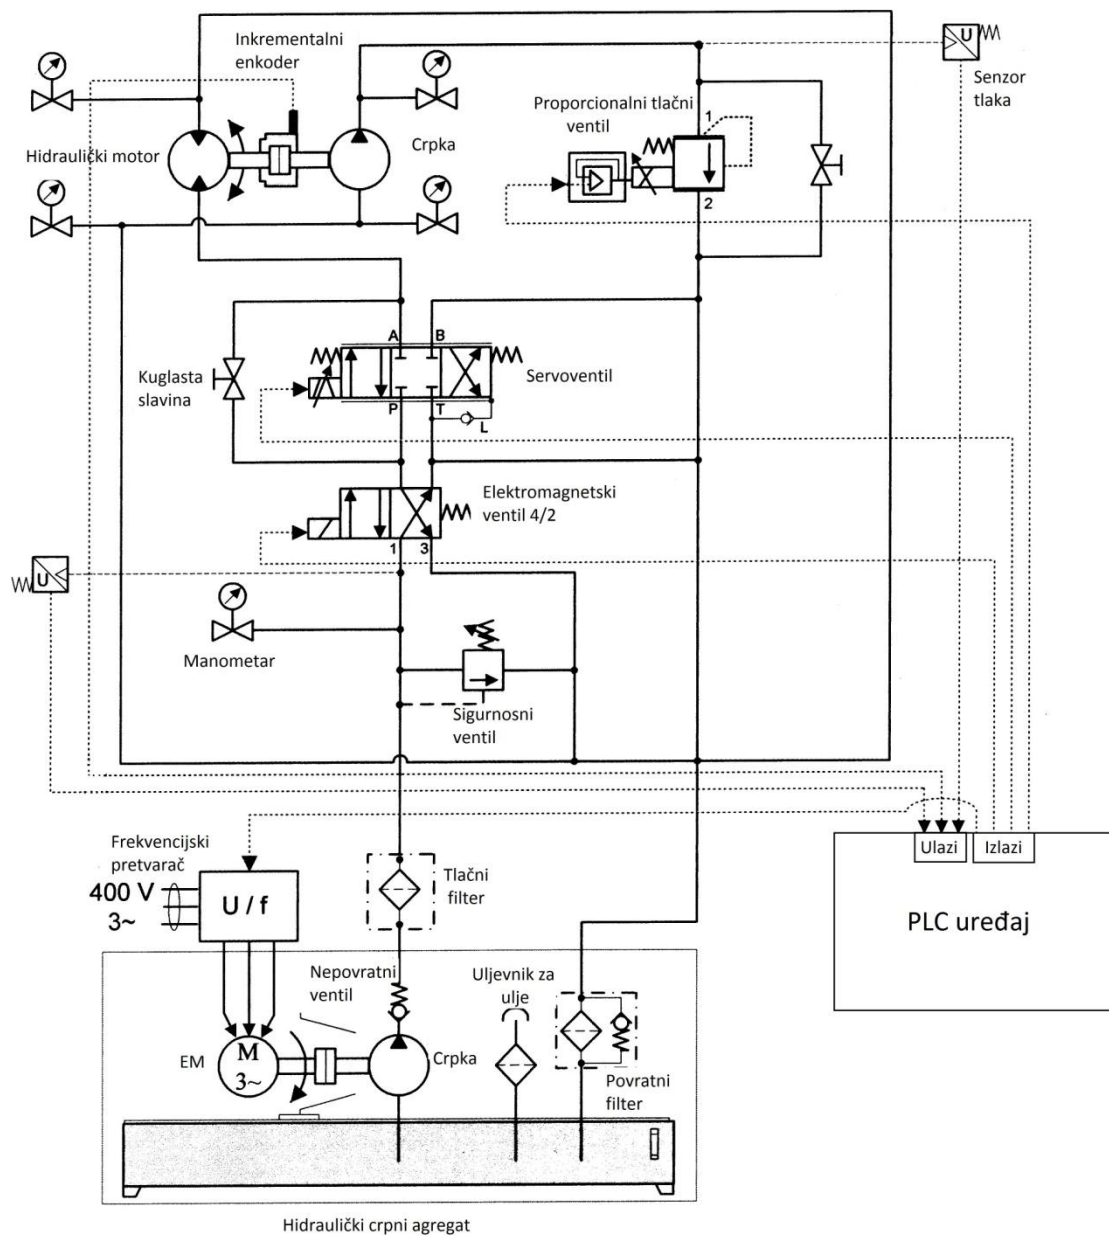 Inkrementalni
enkoder
U
Senzor
tlaka
Proporcionalni tlačni
ventil
1
2
Hidraulički motor
Crpka
A
B
Kuglasta
slavina
Servoventil
P
T
L
Elektromagnetski
ventil 4/2
1
3
U
Manometar
Sigurnosni
ventil
Frekvencijski
pretvarač
400 V
3~
U / f
Tlačni
filter
Ulazi
Izlazi
PLC uređaj
Nepovratni
ventil
Uljevnik za
ulje
EM
M
3~
Crpka
Povratni
filter
Hidraulički crpni agregat